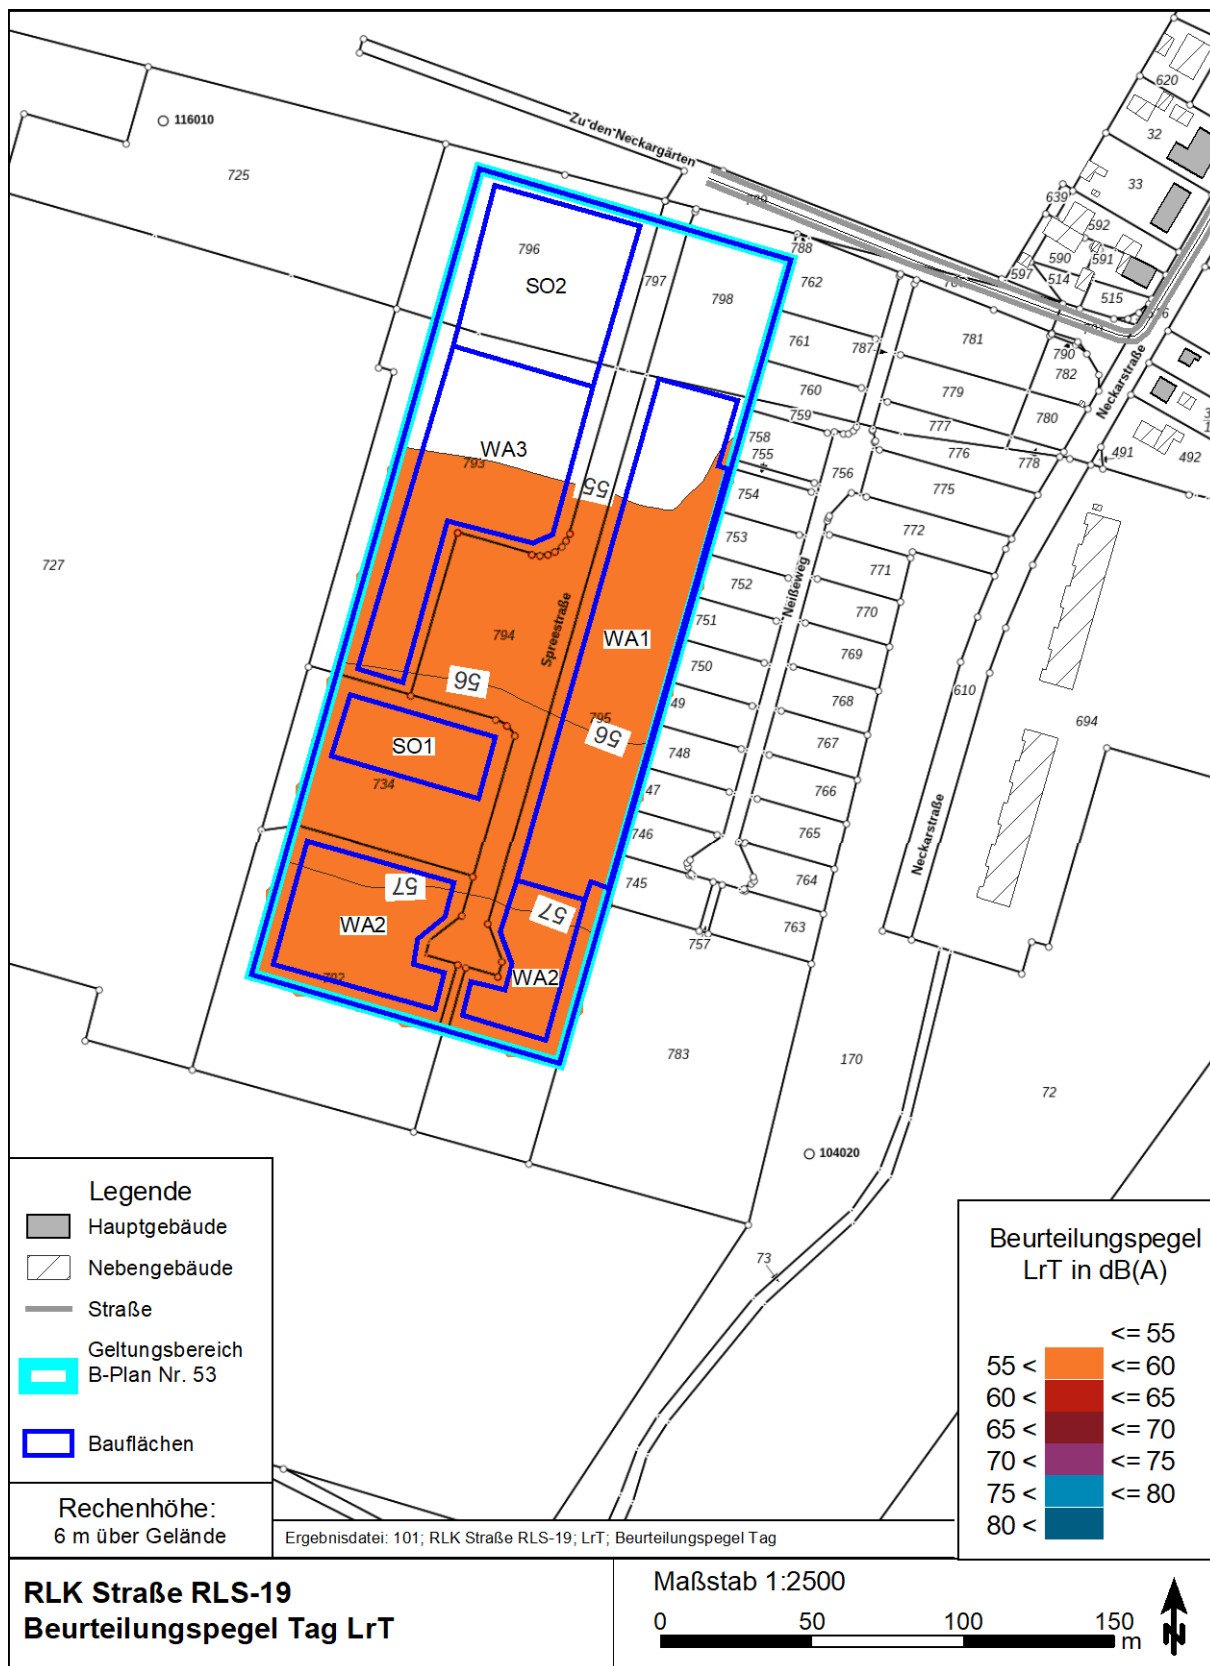 116010
725
Zu den Neckargärten
620
32
33
639
592
590
591
597
514
515
788
762
796
SO2
797
798
761
787
781
790
782
760
779
759
780
777
758
755
776
778
491
492
WA3
793
55
754
756
775
753
772
727
752
771
Neißeweg
770
751
WA1
794
Spreestraße
750
769
768
610
56
49
795
56
767
694
748
SO1
734
47
766
746
765
Neckarstraße
Neckarstraße
745
764
57
57
WA2
763
757
792
WA2
783
170
72
104020
73
Legende
Hauptgebäude
Nebengebäude
Straße
Geltungsbereich
B-Plan Nr. 53
Bauflächen
Rechenhöhe:
6 m über Gelände
Ergebnisdatei: 101; RLK Straße RLS-19; LrT; Beurteilungspegel Tag
Beurteilungspegel
LrT in dB(A)
<= 55
55 < <= 60
60 < <= 65
65 < <= 70
70 < <= 75
75 < <= 80
80 <
RLK Straße RLS-19
Beurteilungspegel Tag LrT
Maßstab 1:2500
0 50 100 150
m
N